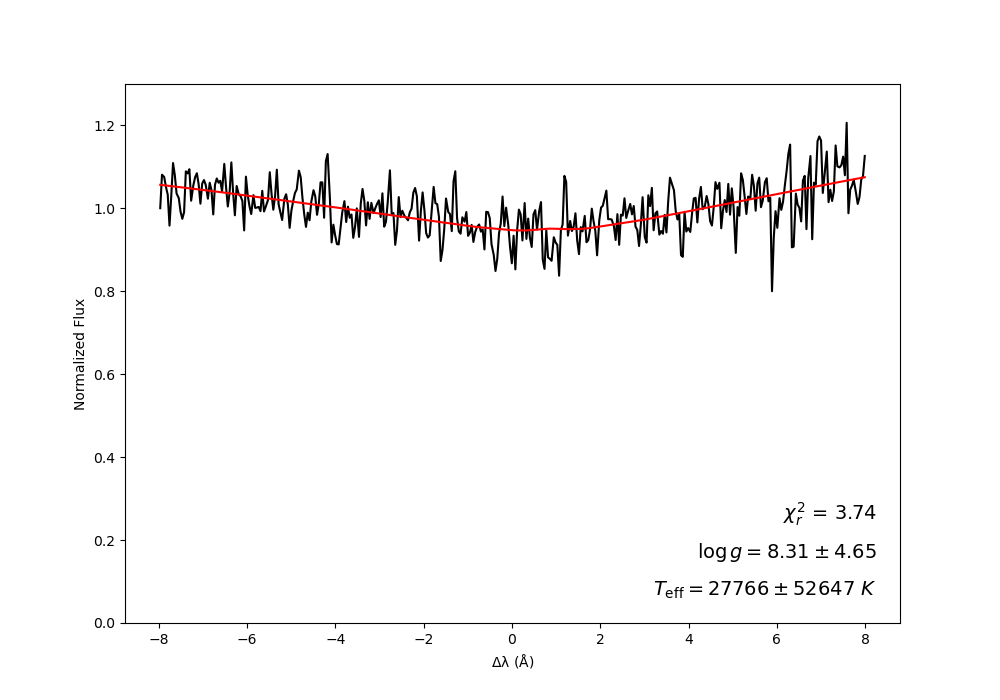 1.2
1.0
0.8
0.6
0.4
0.2
0.0
Normalized Flux
χ²ᵣ = 3.74
log g = 8.31 ± 4.65
T_eff = 27766 ± 52647 K
−8 −6 −4 −2 0 2 4 6 8
Δλ (Å)